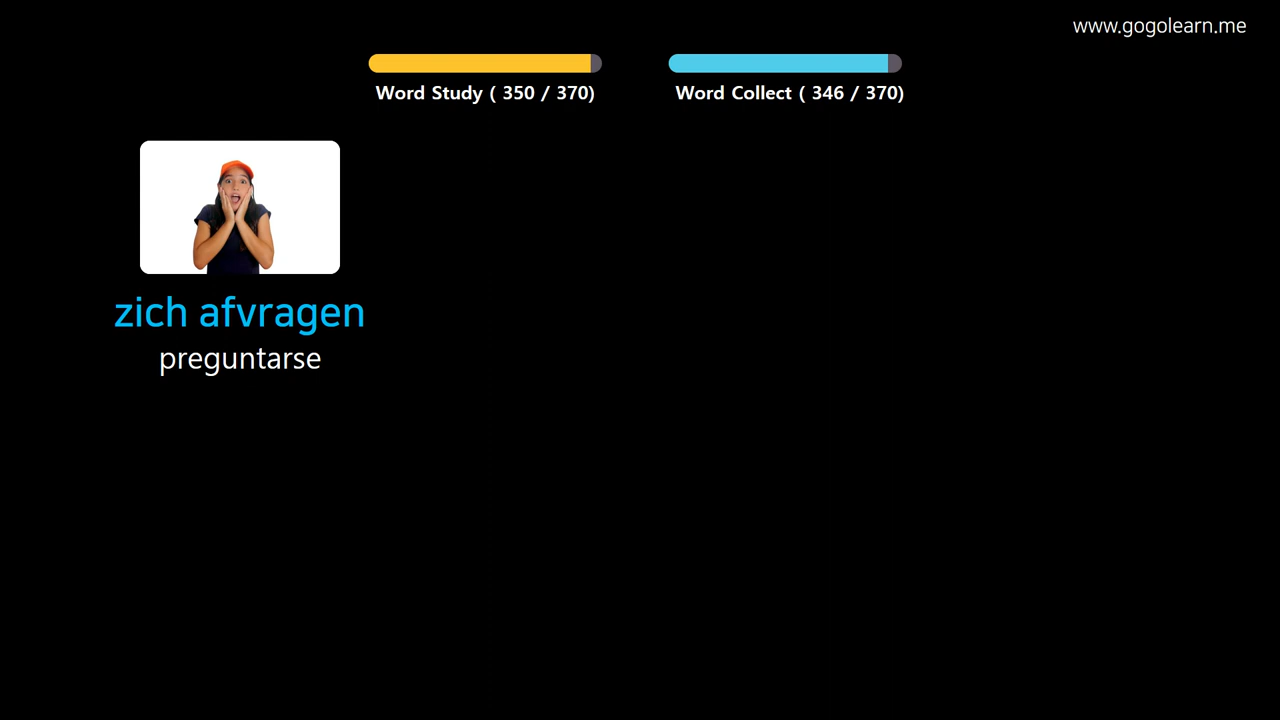 www.gogolearn.me
Word Study ( 350 / 370)
Word Collect ( 346 / 370)
zich afvragen
preguntarse